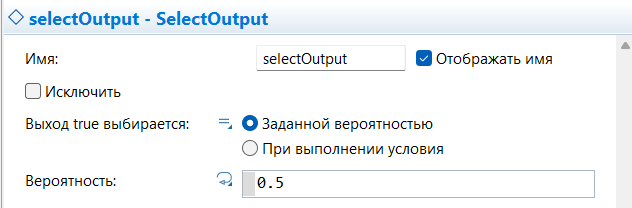 selectOutput - SelectOutput
Имя: selectOutput Отображать имя
Исключить
Выход true выбирается: Заданной вероятностью
При выполнении условия
Вероятность: 0.5